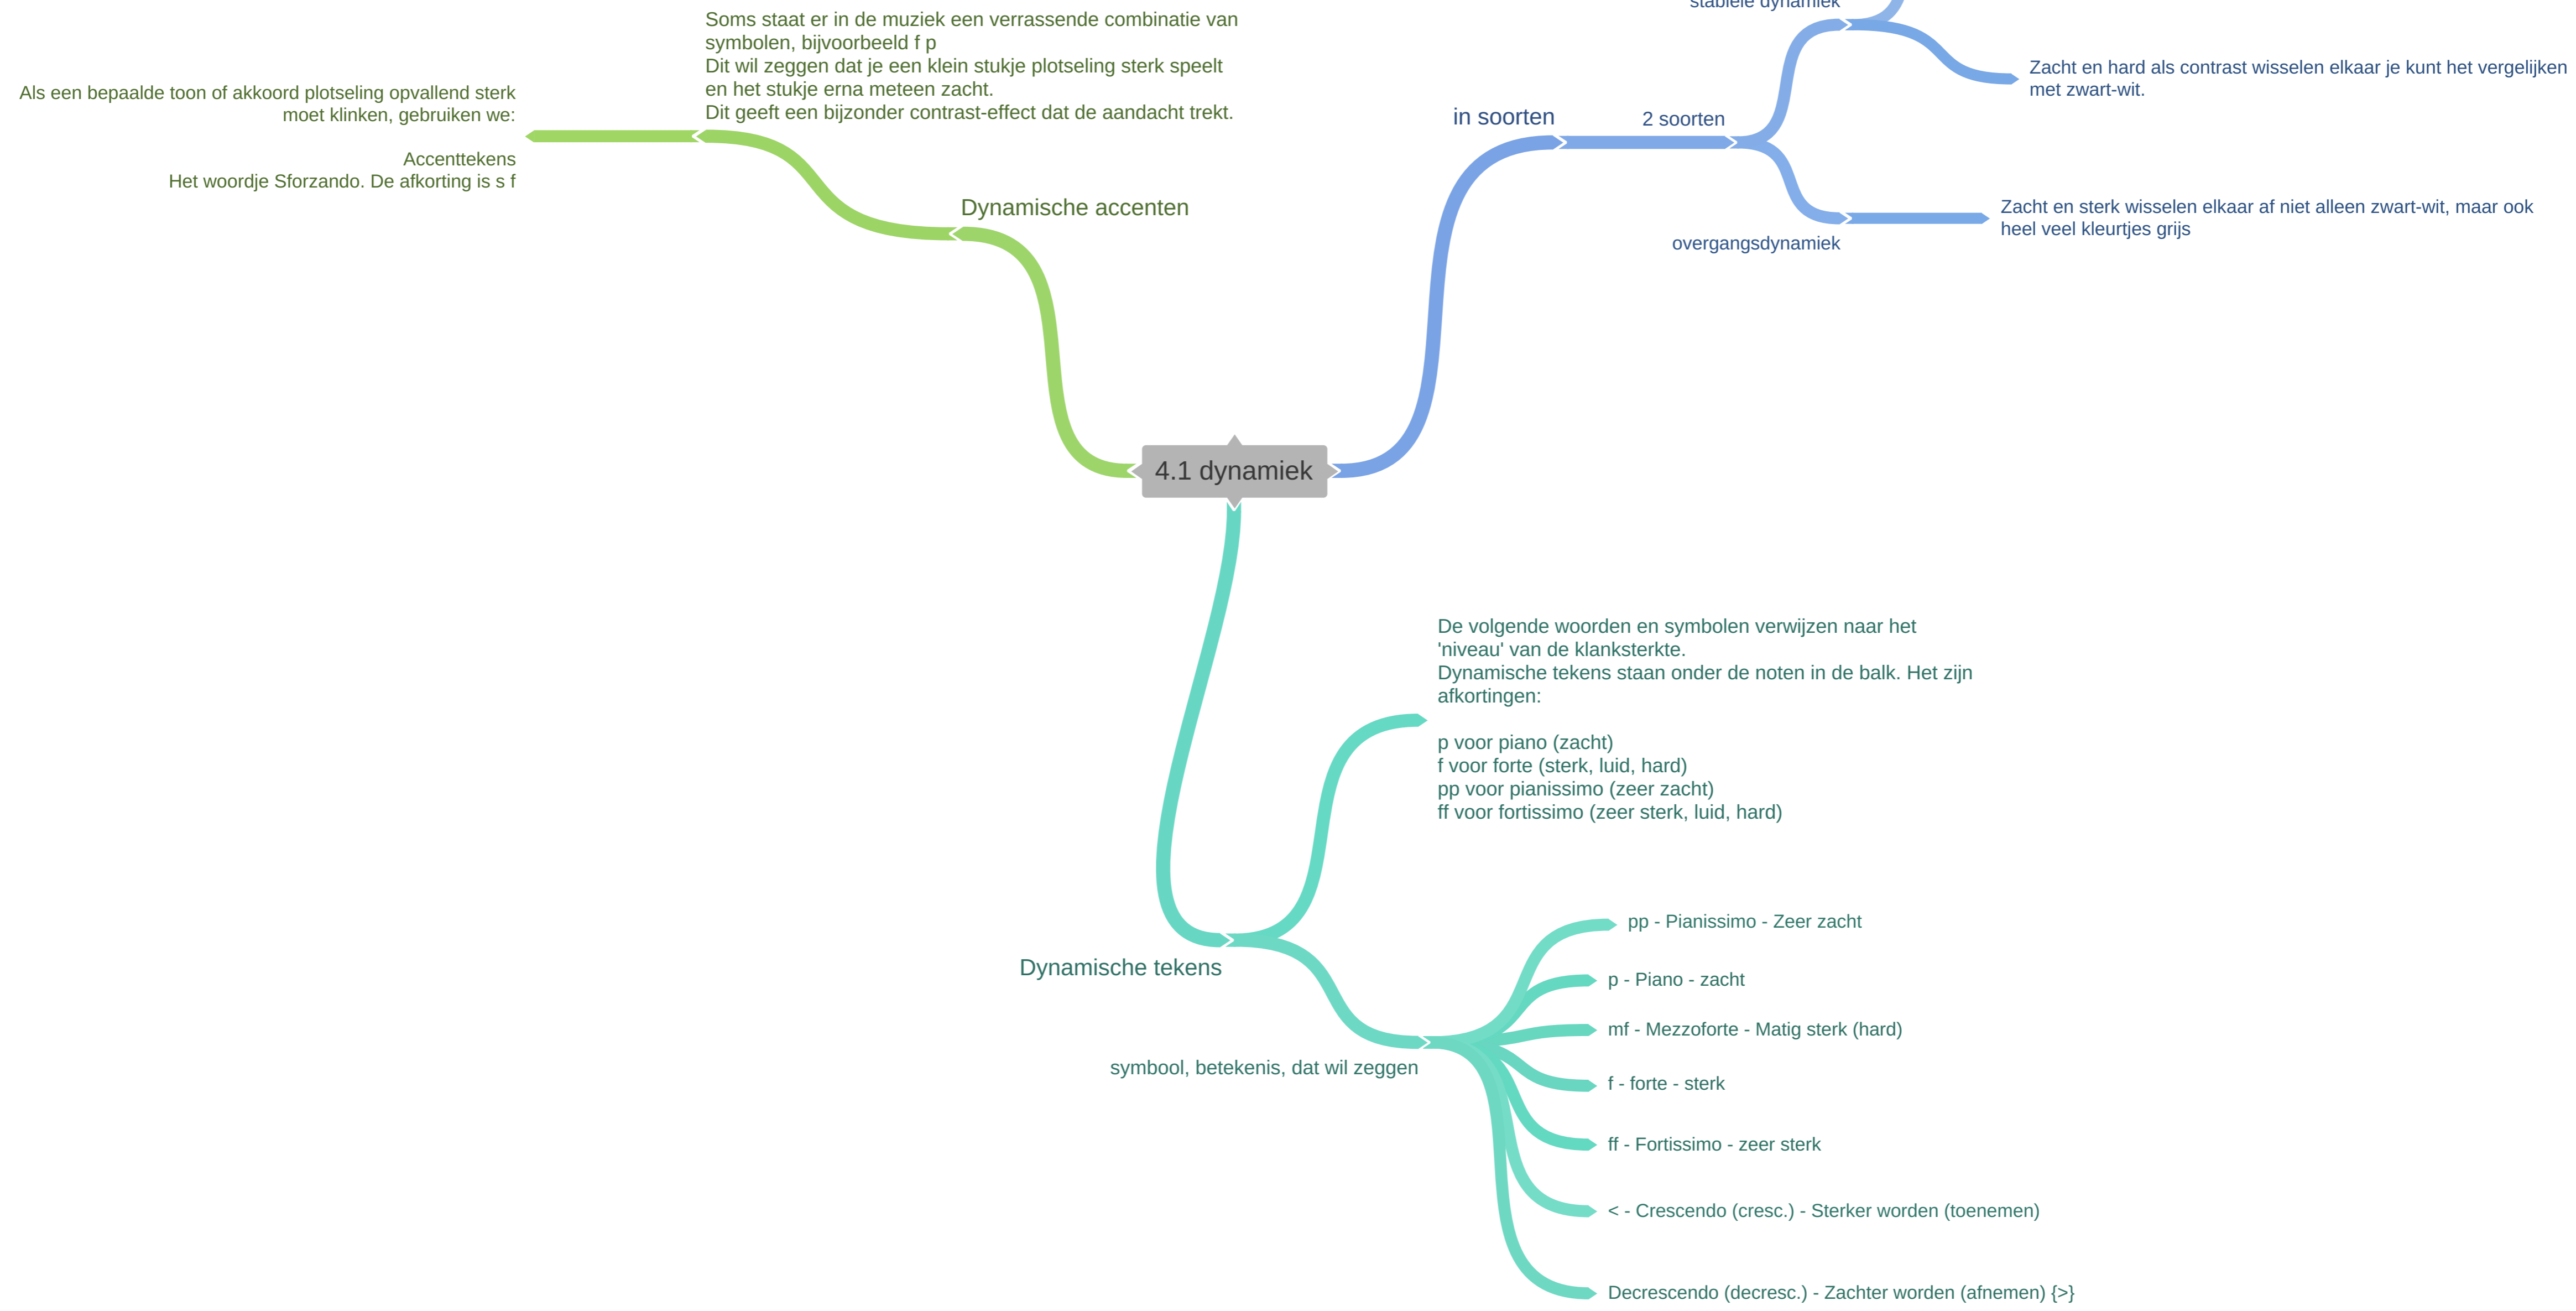 Soms staat er in de muziek een verrassende combinatie van
symbolen, bijvoorbeeld f p
Dit wil zeggen dat je een klein stukje plotseling sterk speelt
en het stukje erna meteen zacht.
Dit geeft een bijzonder contrast-effect dat de aandacht trekt.
Als een bepaalde toon of akkoord plotseling opvallend sterk
moet klinken, gebruiken we:
Accenttekens
Het woordje Sforzando. De afkorting is s f
Dynamische accenten
stabiele dynamiek
Zacht en hard als contrast wisselen elkaar je kunt het vergelijken
met zwart-wit.
in soorten
2 soorten
Zacht en sterk wisselen elkaar af niet alleen zwart-wit, maar ook
heel veel kleurtjes grijs
overgangsdynamiek
4.1 dynamiek
De volgende woorden en symbolen verwijzen naar het
'niveau' van de klanksterkte.
Dynamische tekens staan onder de noten in de balk. Het zijn
afkortingen:
p voor piano (zacht)
f voor forte (sterk, luid, hard)
pp voor pianissimo (zeer zacht)
ff voor fortissimo (zeer sterk, luid, hard)
Dynamische tekens
symbool, betekenis, dat wil zeggen
pp - Pianissimo - Zeer zacht
p - Piano - zacht
mf - Mezzoforte - Matig sterk (hard)
f - forte - sterk
ff - Fortissimo - zeer sterk
< - Crescendo (cresc.) - Sterker worden (toenemen)
Decrescendo (decresc.) - Zachter worden (afnemen) {>}